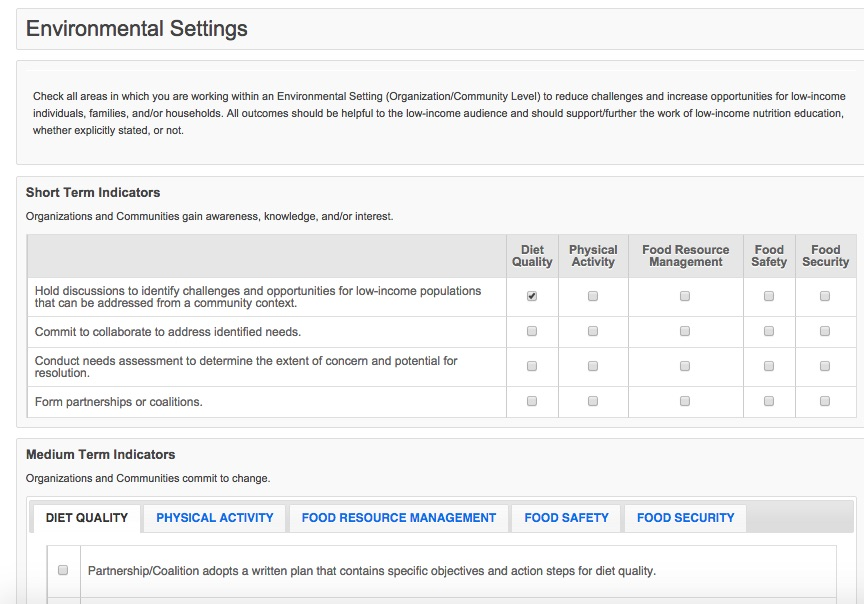 Environmental Settings
Check all areas in which you are working within an Environmental Setting (Organization/Community Level) to reduce challenges and increase opportunities for low-income
individuals, families, and/or households. All outcomes should be helpful to the low-income audience and should support/further the work of low-income nutrition education,
whether explicitly stated, or not.
Short Term Indicators
Organizations and Communities gain awareness, knowledge, and/or interest.
Diet Quality Physical Activity Food Resource Management Food Safety Food Security
Hold discussions to identify challenges and opportunities for low-income populations
that can be addressed from a community context.
Commit to collaborate to address identified needs.
Conduct needs assessment to determine the extent of concern and potential for
resolution.
Form partnerships or coalitions.
Medium Term Indicators
Organizations and Communities commit to change.
DIET QUALITY PHYSICAL ACTIVITY FOOD RESOURCE MANAGEMENT FOOD SAFETY FOOD SECURITY
Partnership/Coalition adopts a written plan that contains specific objectives and action steps for diet quality.